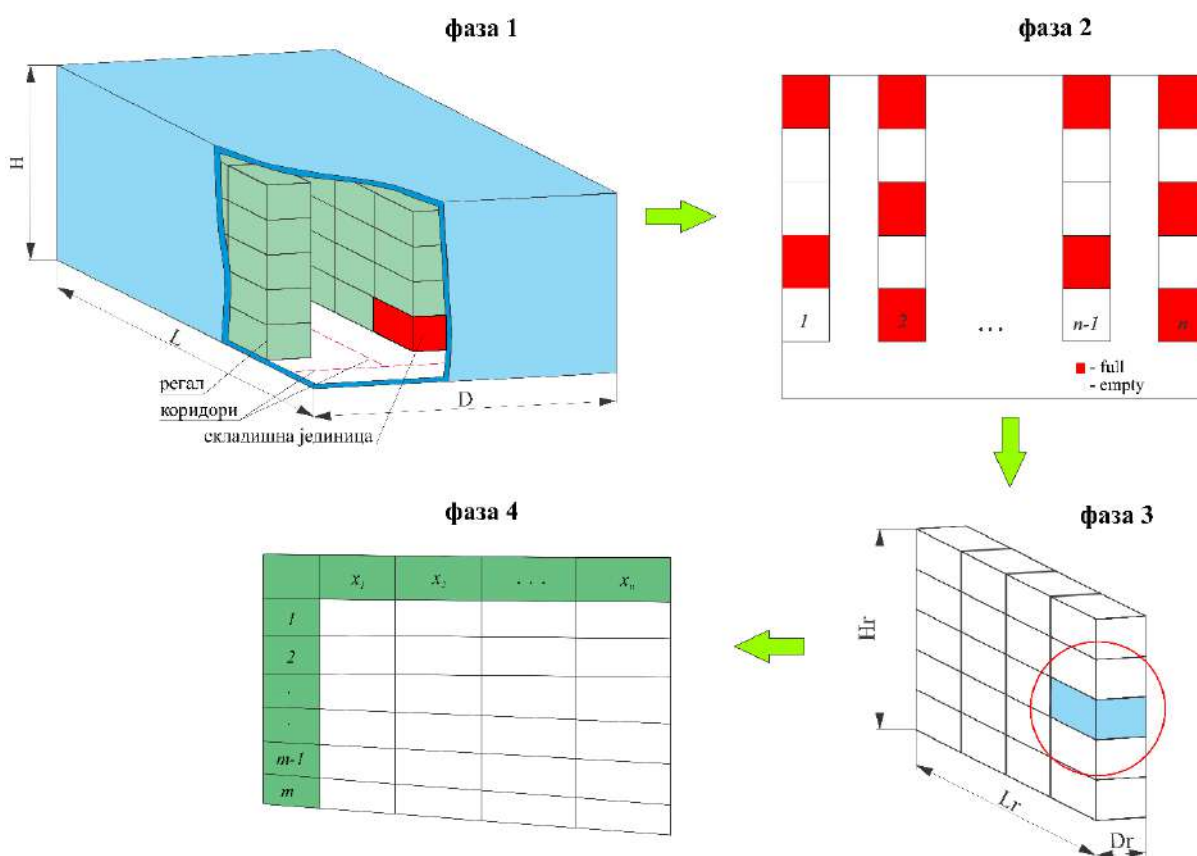 фаза 1
H
L
D
регал
коридори
складишна јединица
фаза 2
1
2
...
n-1
n
- full
- empty
фаза 3
Hr
Lr
Dr
фаза 4
x₁ x₂ . . . xₙ
1
2
.
.
m-1
m